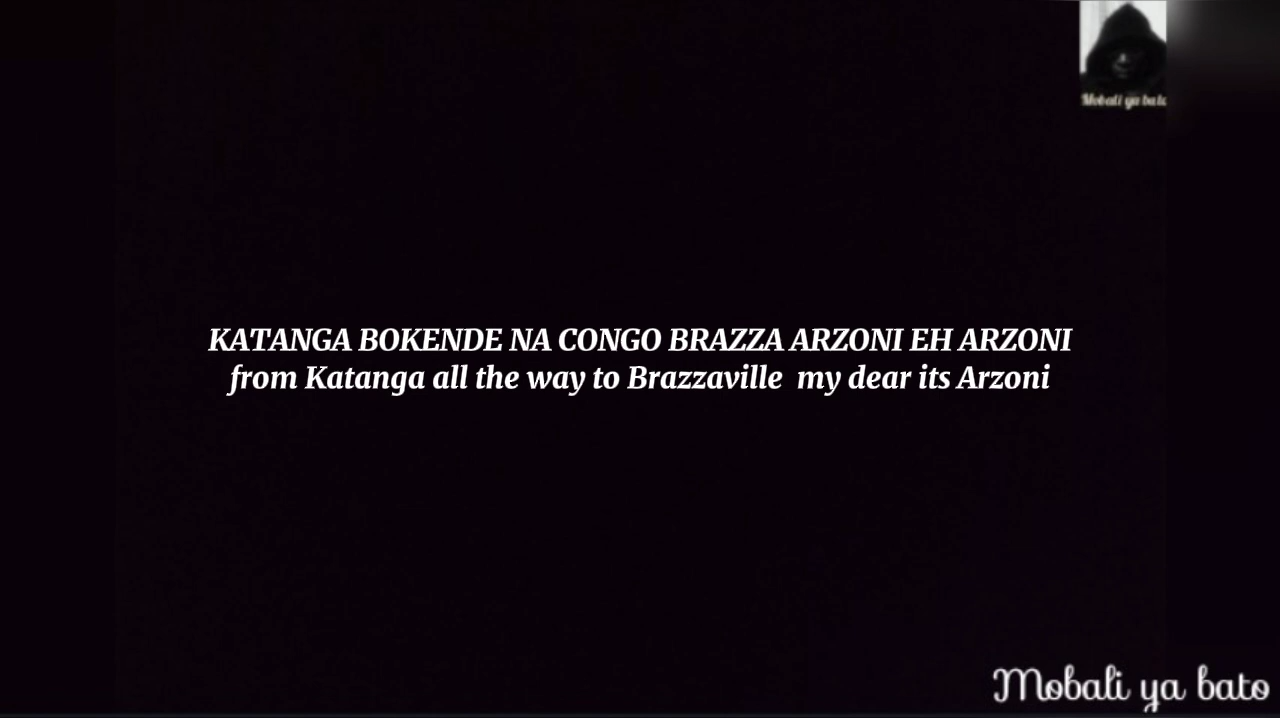 Mobali ya bato
KATANGA BOKENDE NA CONGO BRAZZA ARZONI EH ARZONI
from Katanga all the way to Brazzaville  my dear its Arzoni
Mobali ya bato